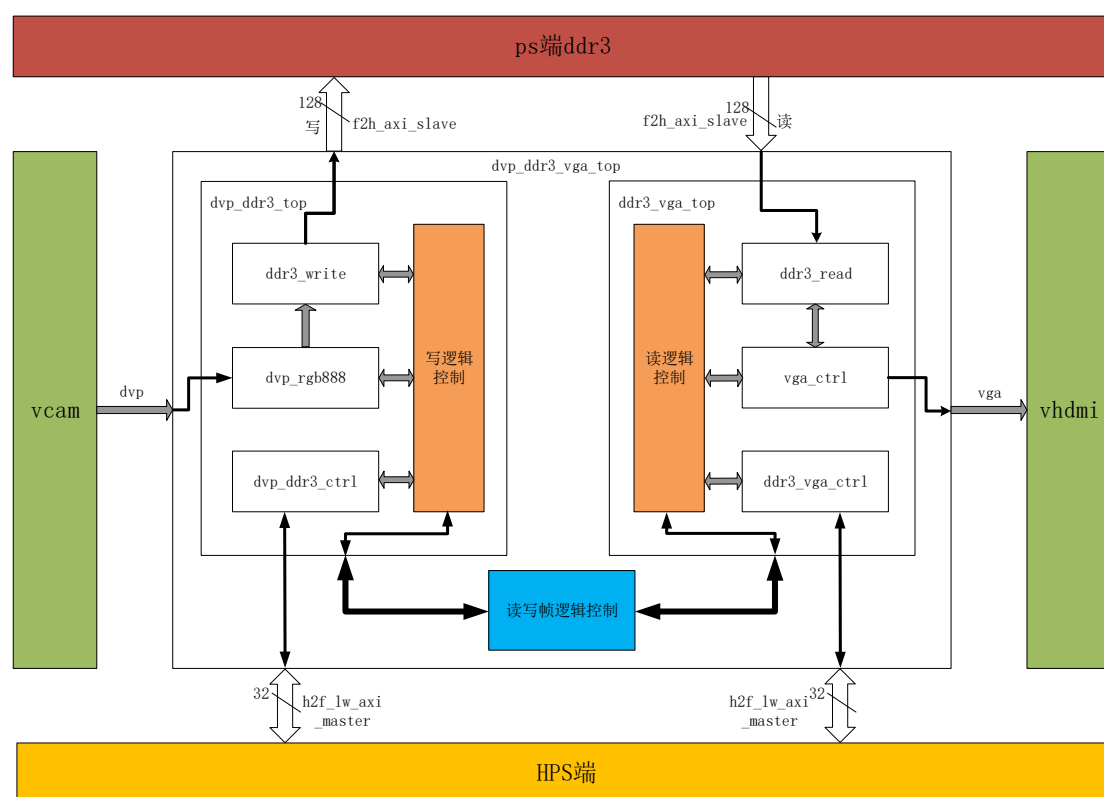 ps端ddr3
128
写
f2h_axi_slave
128
f2h_axi_slave
读
dvp_ddr3_vga_top
dvp_ddr3_top
ddr3_vga_top
ddr3_write
ddr3_read
dvp_rgb888
写逻辑
控制
读逻辑
控制
vga_ctrl
vcam
dvp
vga
vhdmi
dvp_ddr3_ctrl
ddr3_vga_ctrl
读写帧逻辑控制
32
h2f_lw_axi
_master
32
h2f_lw_axi
_master
HPS端